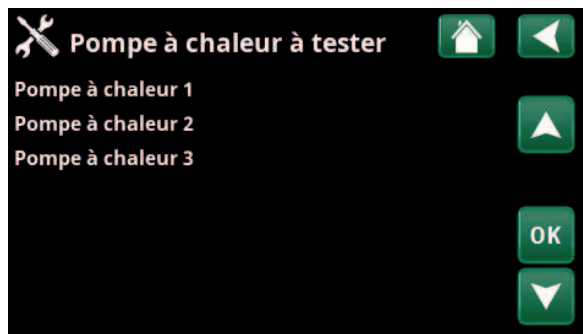 Pompe à chaleur à tester
Pompe à chaleur 1
Pompe à chaleur 2
Pompe à chaleur 3
OK